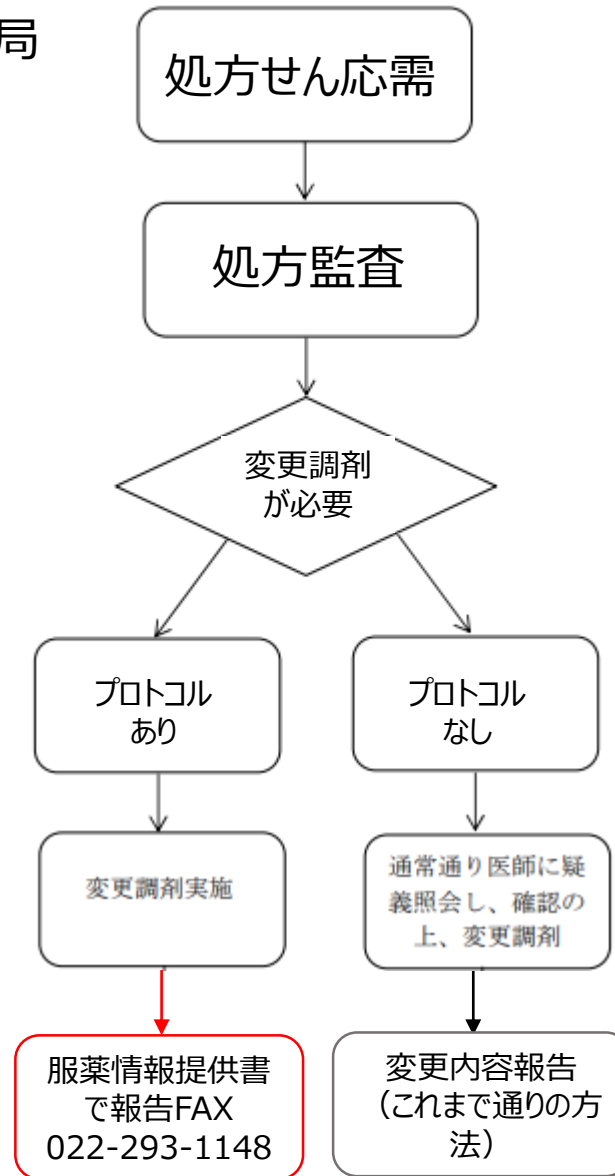 局
処方せん応需
処方監査
変更調剤
が必要
プロトコル
あり
プロトコル
なし
変更調剤実施
通常通り医師に疑
義照会し、確認の
上、変更調剤
服薬情報提供書
で報告FAX
022-293-1148
変更内容報告
（これまで通りの方
法）